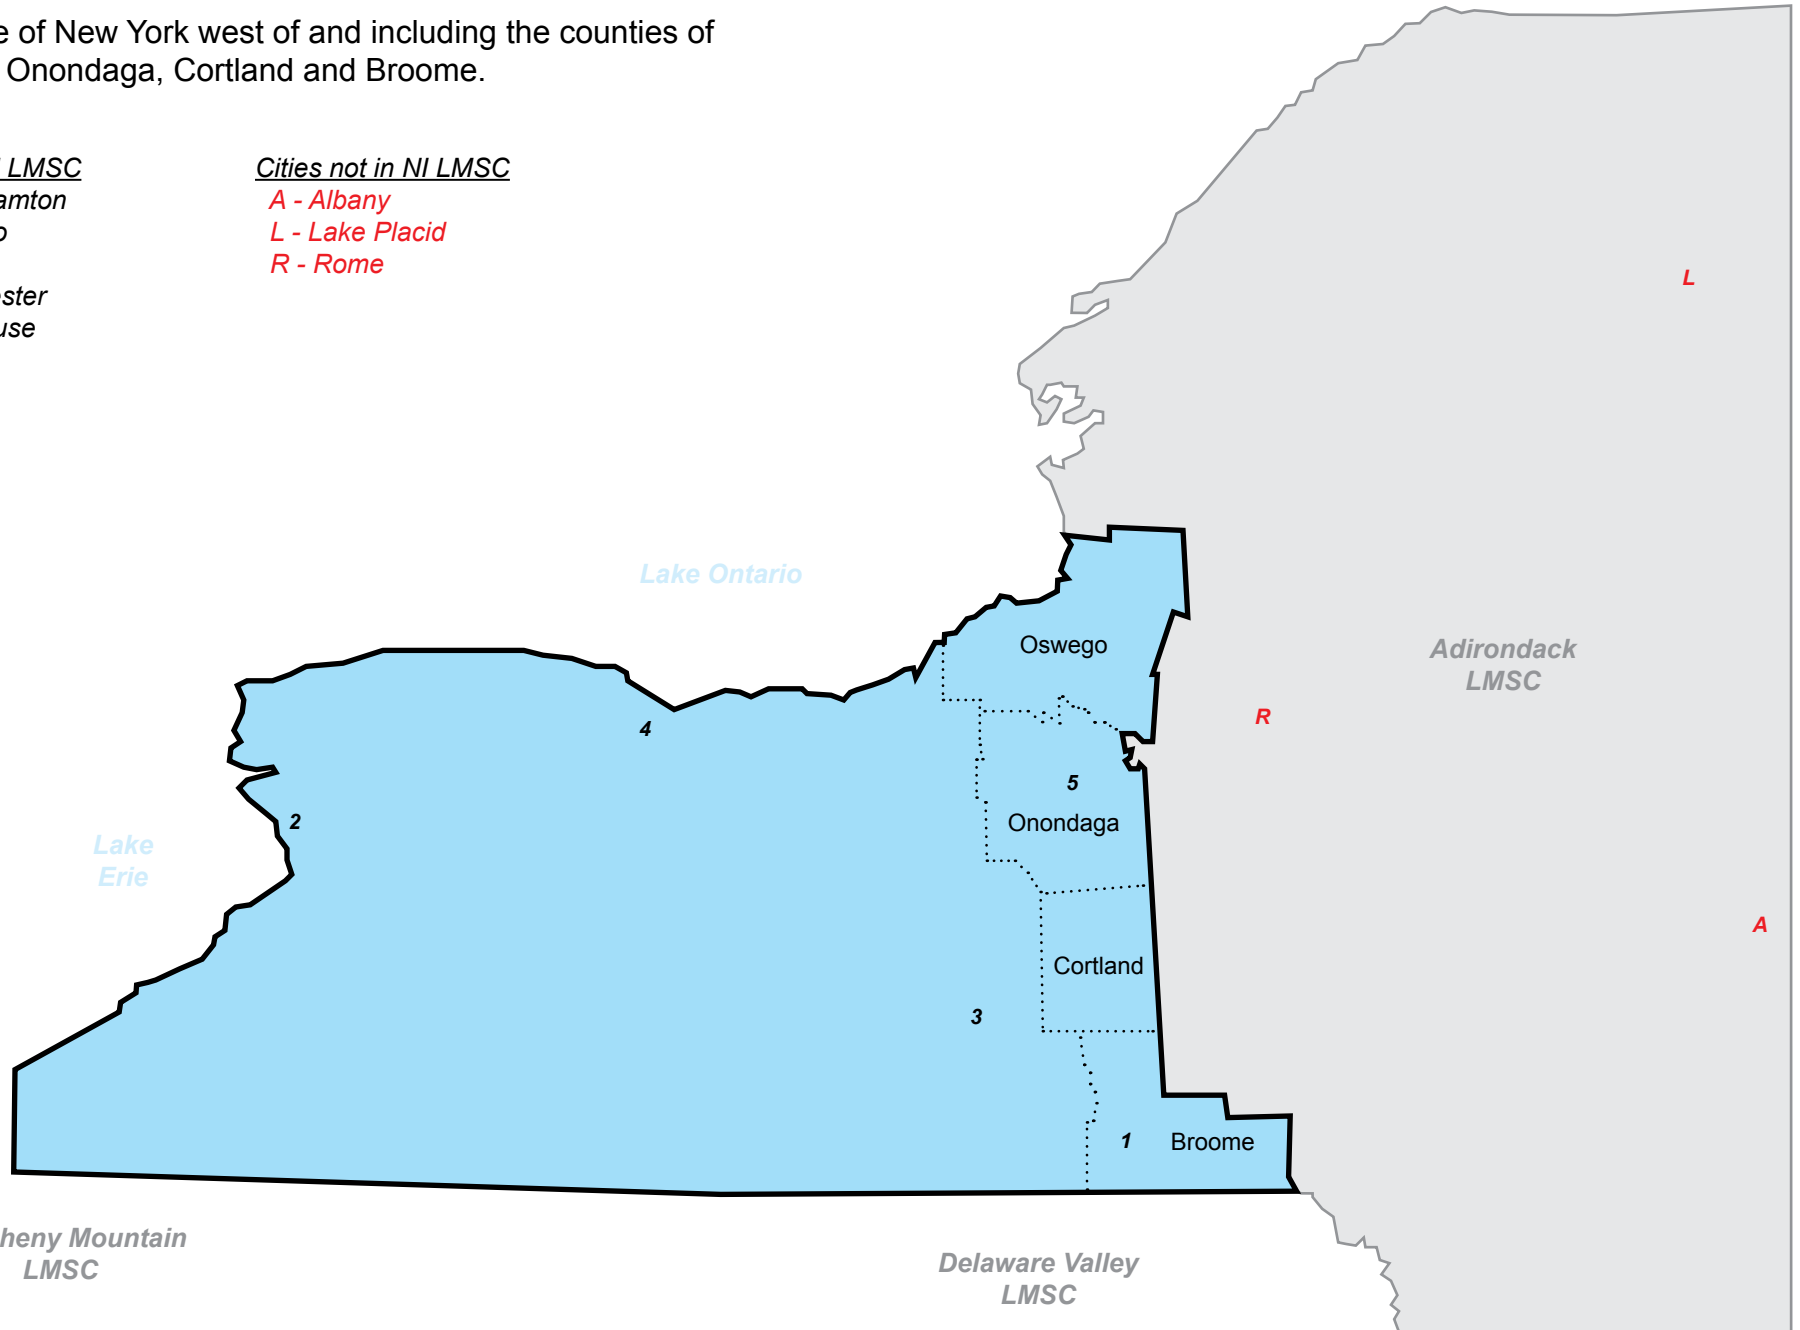 e of New York west of and including the counties of
Onondaga, Cortland and Broome.
LMSC
Cities not in NI LMSC
amton
A - Albany
o
L - Lake Placid
R - Rome
ester
use
L
Lake Ontario
Oswego
Adirondack
LMSC
R
4
5
2
Onondaga
Lake
Erie
A
Cortland
3
1
Broome
heny Mountain
LMSC
Delaware Valley
LMSC